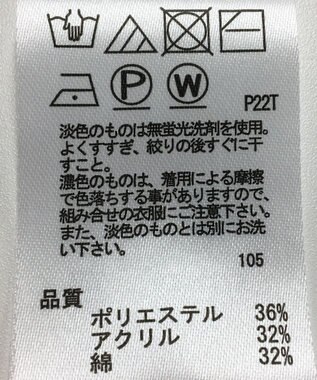 P W
P22T
淡色のものは無蛍光洗剤を使用。
よくすすぎ、絞りの後すぐに干
すこと。
濃色のものは、着用による摩擦
で色落ちする事がありますので、
組み合せの衣服にご注意下さい。
また、淡色のものとは別にお洗
い下さい。
105
品質
ポリエステル 36%
アクリル 32%
綿 32%